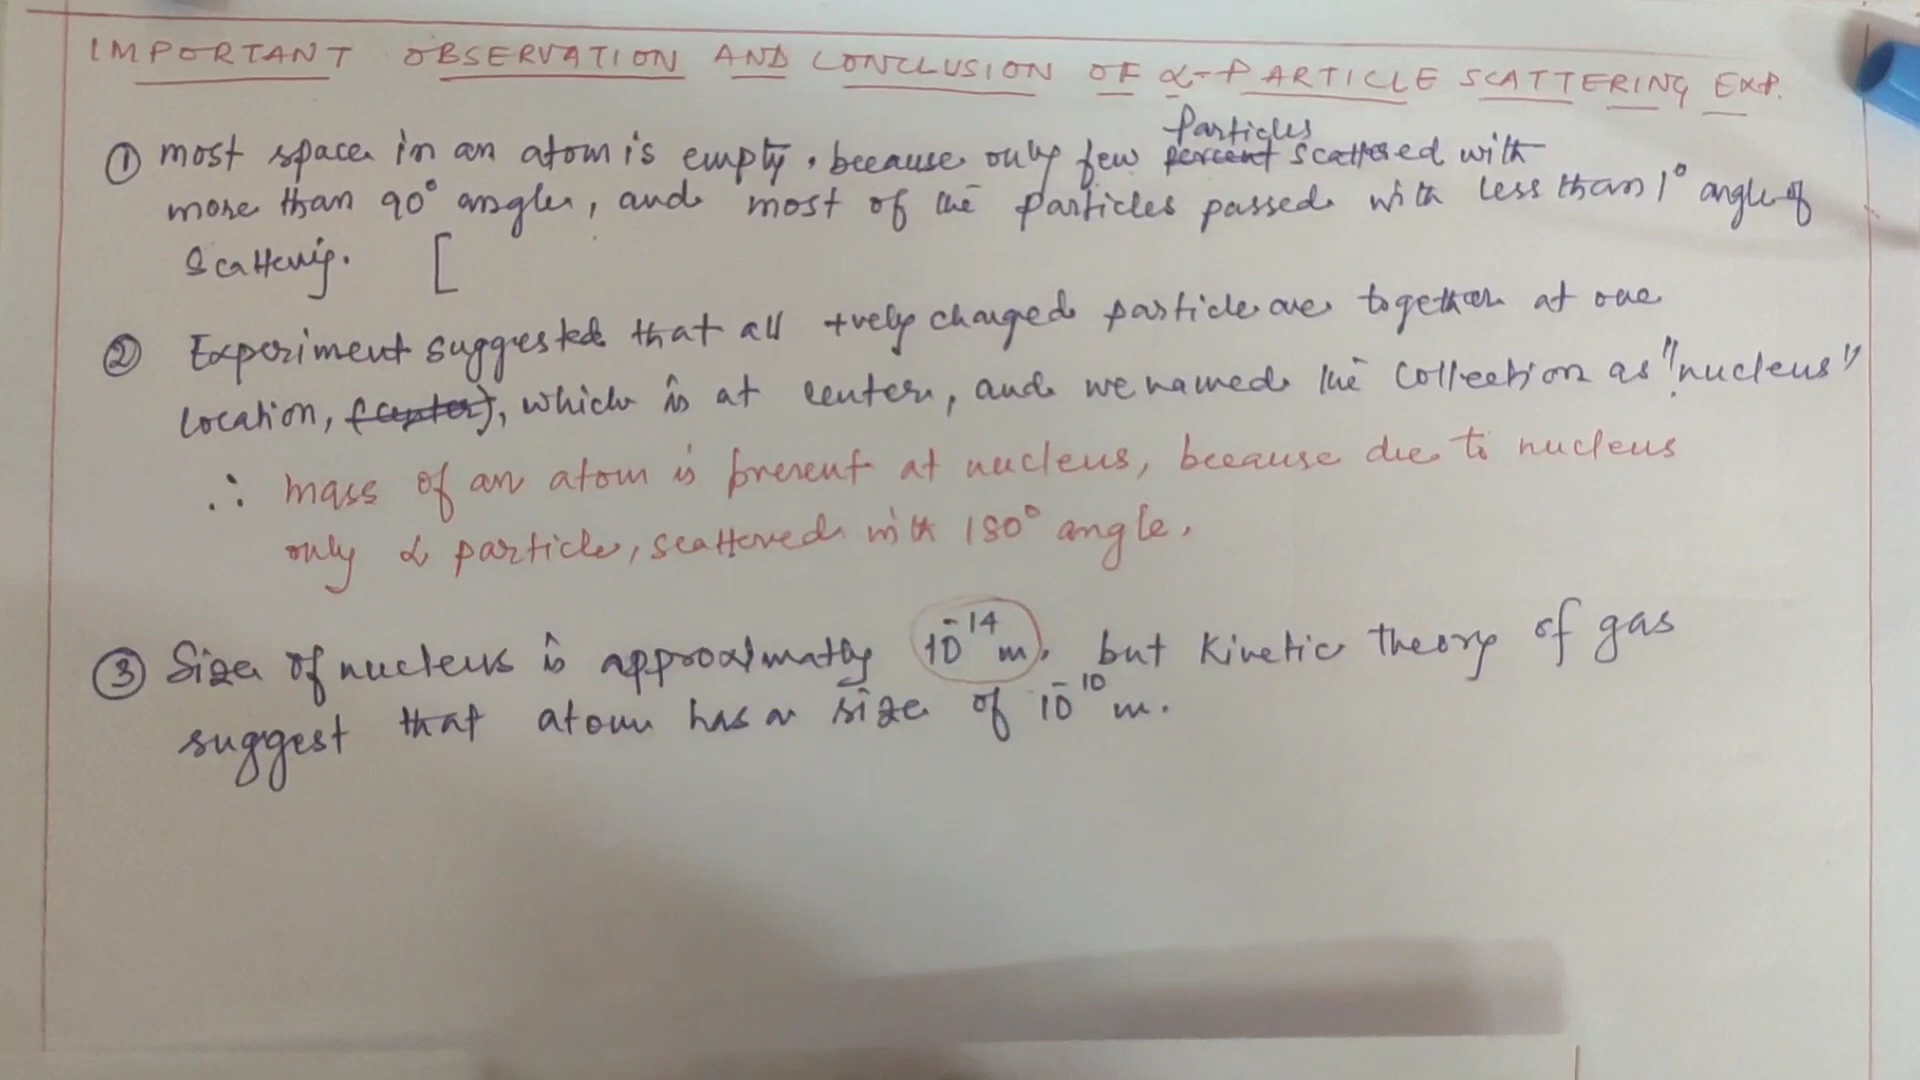 IMPORTANT OBSERVATION AND CONCLUSION OF α-PARTICLE SCATTERING EXP.
① most space in an atom is empty, because only few percent particles scattered with
more than 90° angles, and most of the particles passed with less than 1° angle of
scattering. [
② Experiment suggested that all +vely charged particle are together at one
location, (center), which is at center, and we named the collection as "nucleus"
∴ mass of an atom is present at nucleus, because due to nucleus
only α particle, scattered with 180° angle.
③ Size of nucleus is approximatly 10⁻¹⁴ m, but kinetic theory of gas
suggest that atom has a size of 10⁻¹⁰ m.